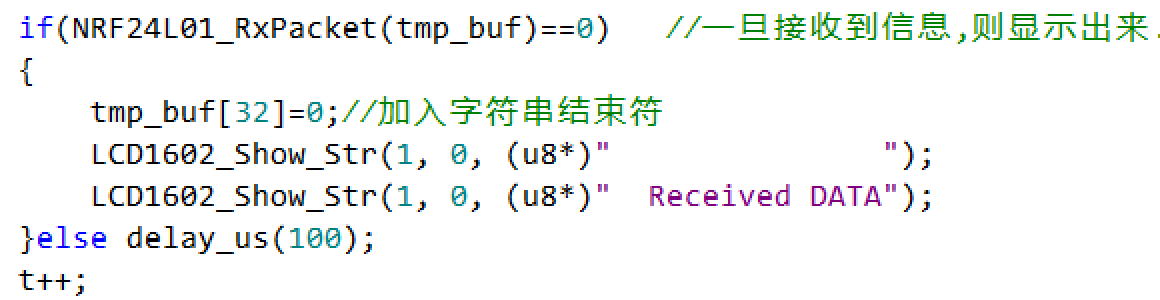 if(NRF24L01_RxPacket(tmp_buf)==0)   //一旦接收到信息,则显示出来.
{
    tmp_buf[32]=0;//加入字符串结束符
    LCD1602_Show_Str(1, 0, (u8*)"               ");
    LCD1602_Show_Str(1, 0, (u8*)"  Received DATA");
}else delay_us(100);
t++;